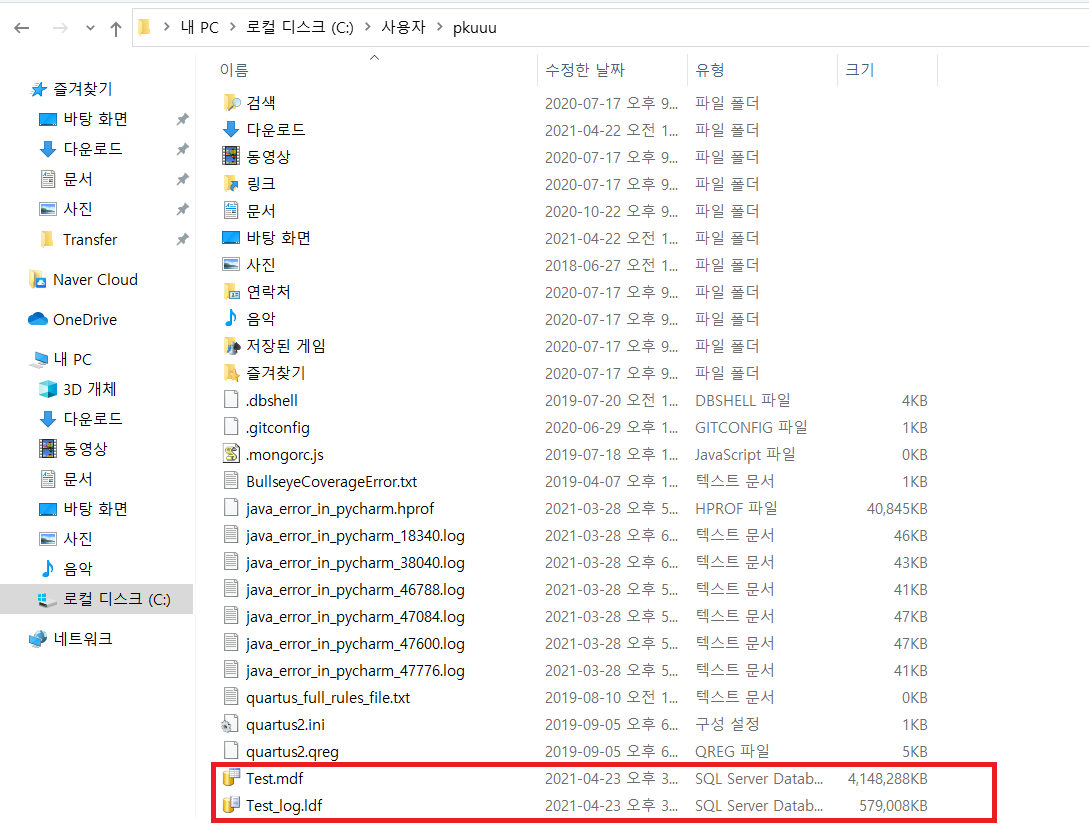 내 PC > 로컬 디스크 (C:) > 사용자 > pkuuu
즐겨찾기
바탕 화면
다운로드
문서
사진
Transfer
Naver Cloud
OneDrive
내 PC
3D 개체
다운로드
동영상
문서
바탕 화면
사진
음악
로컬 디스크 (C:)
네트워크
이름 수정한 날짜 유형 크기
검색 2020-07-17 오후 9... 파일 폴더
다운로드 2021-04-22 오전 1... 파일 폴더
동영상 2020-07-17 오후 9... 파일 폴더
링크 2020-07-17 오후 9... 파일 폴더
문서 2020-10-22 오후 9... 파일 폴더
바탕 화면 2021-04-22 오전 1... 파일 폴더
사진 2018-06-27 오전 1... 파일 폴더
연락처 2020-07-17 오후 9... 파일 폴더
음악 2020-07-17 오후 9... 파일 폴더
저장된 게임 2020-07-17 오후 9... 파일 폴더
즐겨찾기 2020-07-17 오후 9... 파일 폴더
.dbshell 2019-07-20 오전 1... DBSHELL 파일 4KB
.gitconfig 2020-06-29 오후 1... GITCONFIG 파일 1KB
.mongorc.js 2019-07-18 오전 1... JavaScript 파일 0KB
BullseyeCoverageError.txt 2019-04-07 오후 1... 텍스트 문서 1KB
java_error_in_pycharm.hprof 2021-03-28 오후 5... HPROF 파일 40,845KB
java_error_in_pycharm_18340.log 2021-03-28 오후 6... 텍스트 문서 46KB
java_error_in_pycharm_38040.log 2021-03-28 오후 6... 텍스트 문서 43KB
java_error_in_pycharm_46788.log 2021-03-28 오후 5... 텍스트 문서 41KB
java_error_in_pycharm_47084.log 2021-03-28 오후 5... 텍스트 문서 47KB
java_error_in_pycharm_47600.log 2021-03-28 오후 5... 텍스트 문서 47KB
java_error_in_pycharm_47776.log 2021-03-28 오후 5... 텍스트 문서 41KB
quartus_full_rules_file.txt 2019-08-10 오전 1... 텍스트 문서 0KB
quartus2.ini 2019-09-05 오후 6... 구성 설정 1KB
quartus2.qreg 2019-09-05 오후 6... QREG 파일 5KB
Test.mdf 2021-04-23 오후 3... SQL Server Datab... 4,148,288KB
Test_log.ldf 2021-04-23 오후 3... SQL Server Datab... 579,008KB